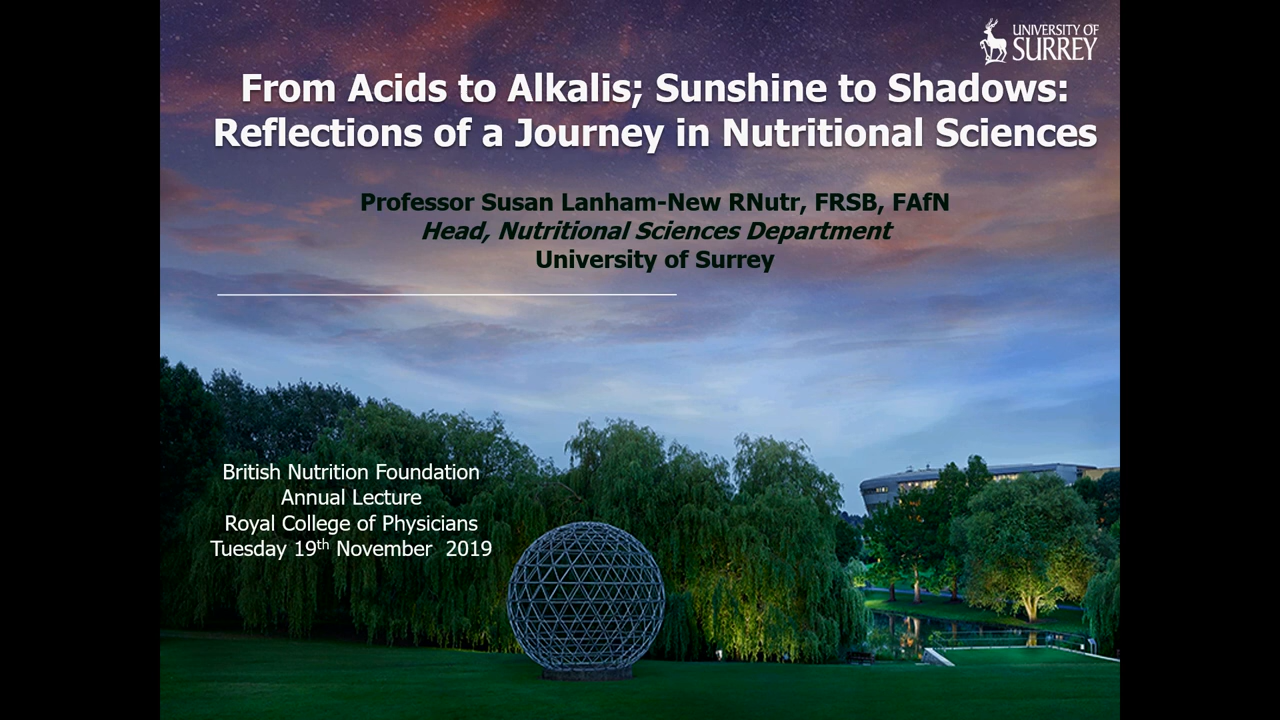 UNIVERSITY OF
SURREY
From Acids to Alkalis; Sunshine to Shadows:
Reflections of a Journey in Nutritional Sciences
Professor Susan Lanham-New RNutr, FRSB, FAfN
Head, Nutritional Sciences Department
University of Surrey
British Nutrition Foundation
Annual Lecture
Royal College of Physicians
Tuesday 19th November 2019